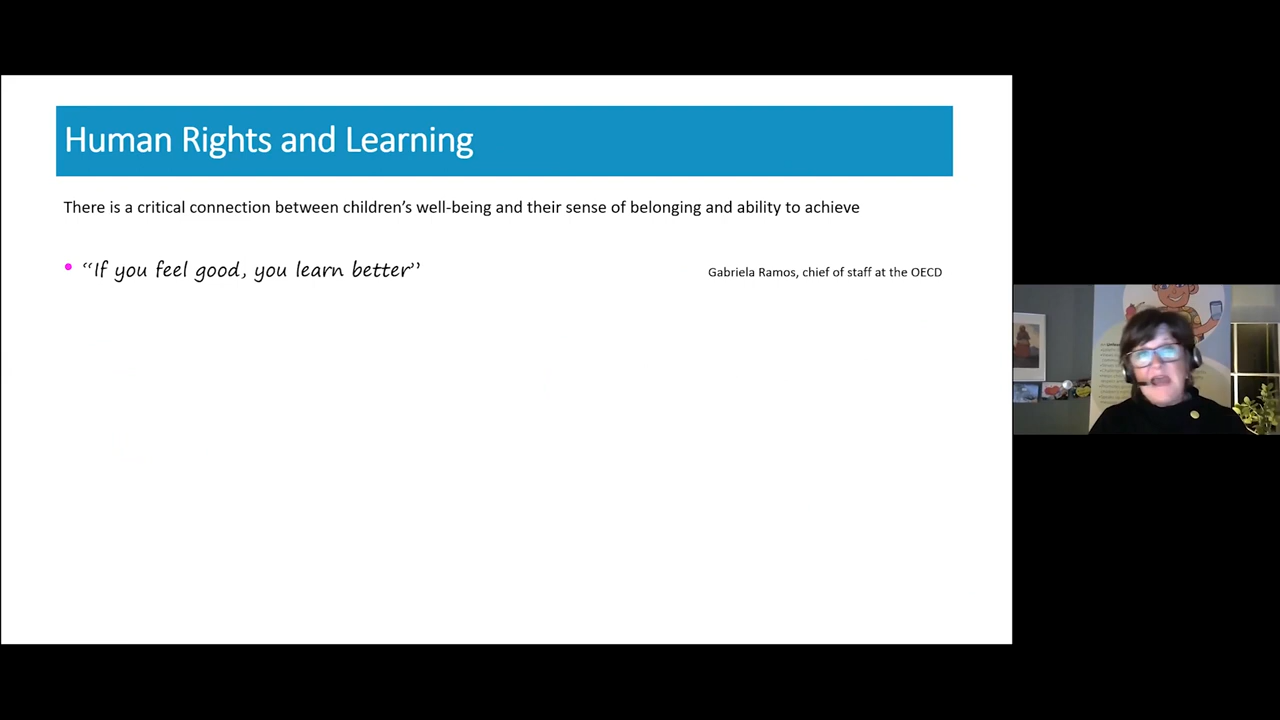 Human Rights and Learning
There is a critical connection between children's well-being and their sense of belonging and ability to achieve
• “If you feel good, you learn better” Gabriela Ramos, chief of staff at the OECD